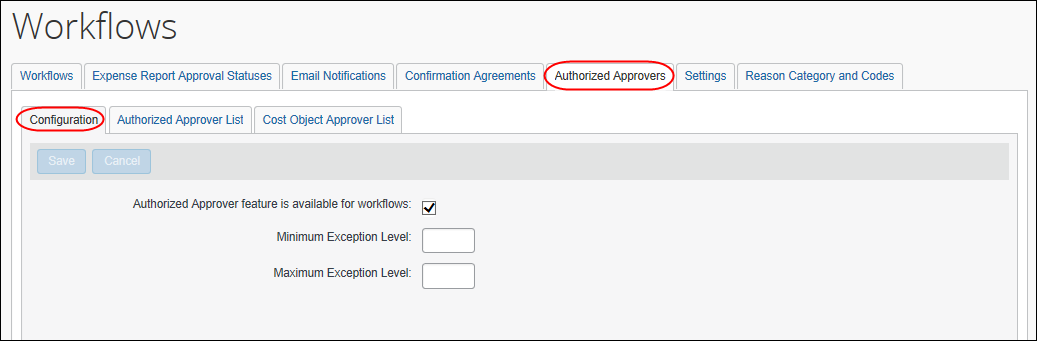 Workflows
Workflows Expense Report Approval Statuses Email Notifications Confirmation Agreements Authorized Approvers Settings Reason Category and Codes
Configuration Authorized Approver List Cost Object Approver List
Save Cancel
Authorized Approver feature is available for workflows:
Minimum Exception Level:
Maximum Exception Level: